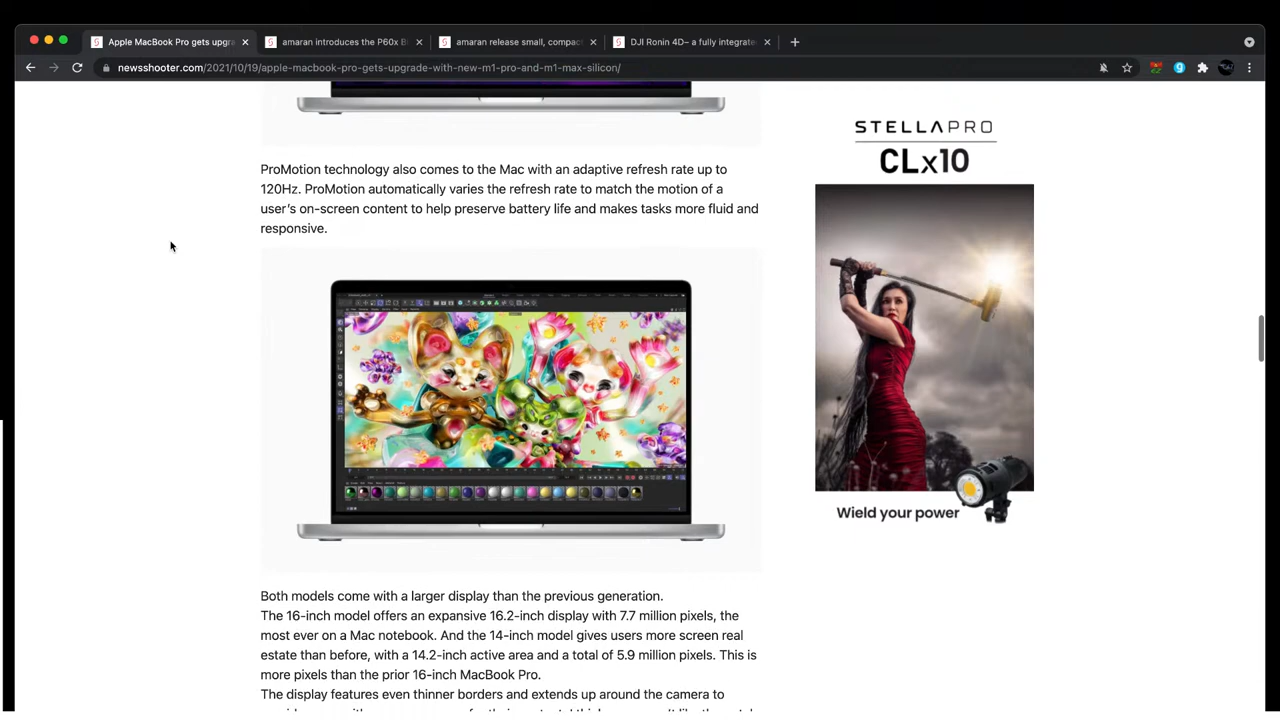 Apple MacBook Pro gets upgra
amaran introduces the P60x B
amaran release small, compac
DJI Ronin 4D– a fully integrate
newsshooter.com/2021/10/19/apple-macbook-pro-gets-upgrade-with-new-m1-pro-and-m1-max-silicon/
ProMotion technology also comes to the Mac with an adaptive refresh rate up to
120Hz. ProMotion automatically varies the refresh rate to match the motion of a
user's on-screen content to help preserve battery life and makes tasks more fluid and
responsive.
Both models come with a larger display than the previous generation.
The 16-inch model offers an expansive 16.2-inch display with 7.7 million pixels, the
most ever on a Mac notebook. And the 14-inch model gives users more screen real
estate than before, with a 14.2-inch active area and a total of 5.9 million pixels. This is
more pixels than the prior 16-inch MacBook Pro.
The display features even thinner borders and extends up around the camera to
STELLAPRO
CLx10
Wield your power